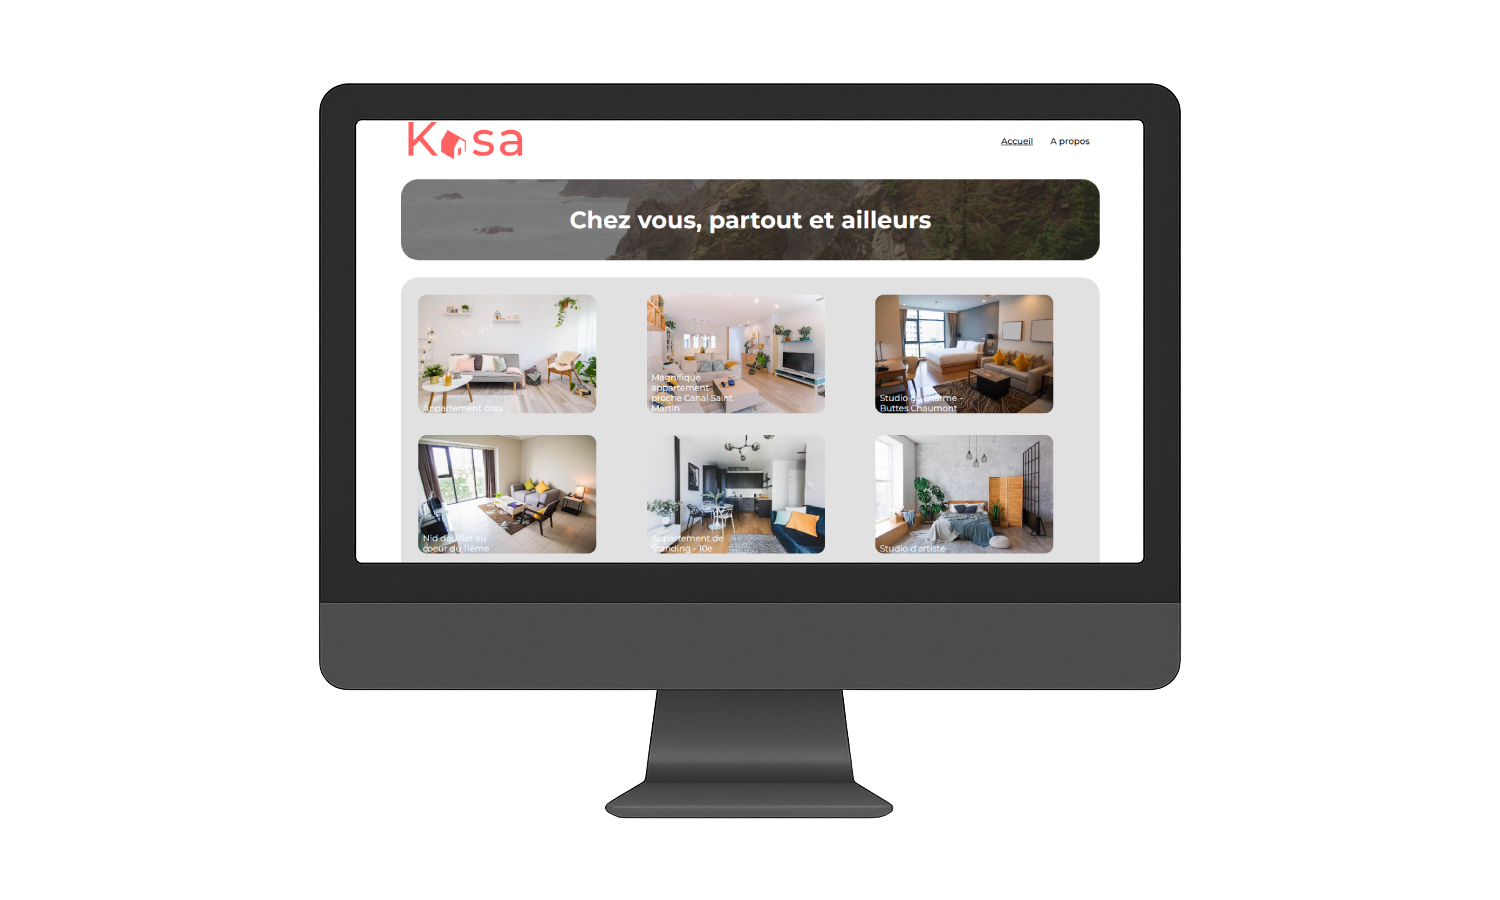 Kasa
Accueil A propos
Chez vous, partout et ailleurs
Appartement cosy
Magnifique
appartement
proche Canal Saint
Martin
Studio de charme -
Buttes Chaumont
Nid douillet au
coeur du 11ème
Appartement de
Standing - 10e
Studio d'artiste